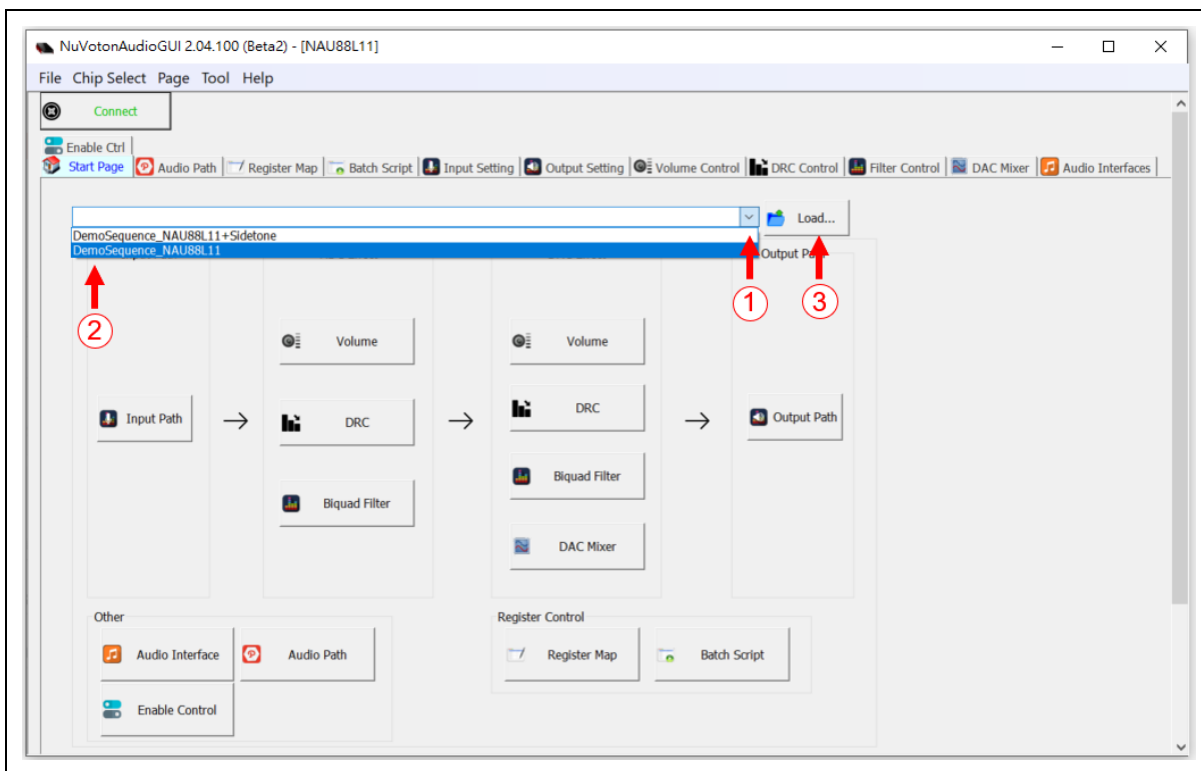 NuVotonAudioGUI 2.04.100 (Beta2) - [NAU88L11]
File Chip Select Page Tool Help
Connect
Enable Ctrl
Start Page Audio Path Register Map Batch Script Input Setting Output Setting Volume Control DRC Control Filter Control DAC Mixer Audio Interfaces
Load...
DemoSequence_NAU88L11+Sidetone
DemoSequence_NAU88L11
Output Path
1
3
2
Volume
Volume
Input Path
DRC
DRC
Output Path
Biquad Filter
Biquad Filter
DAC Mixer
Other
Register Control
Audio Interface
Audio Path
Register Map
Batch Script
Enable Control